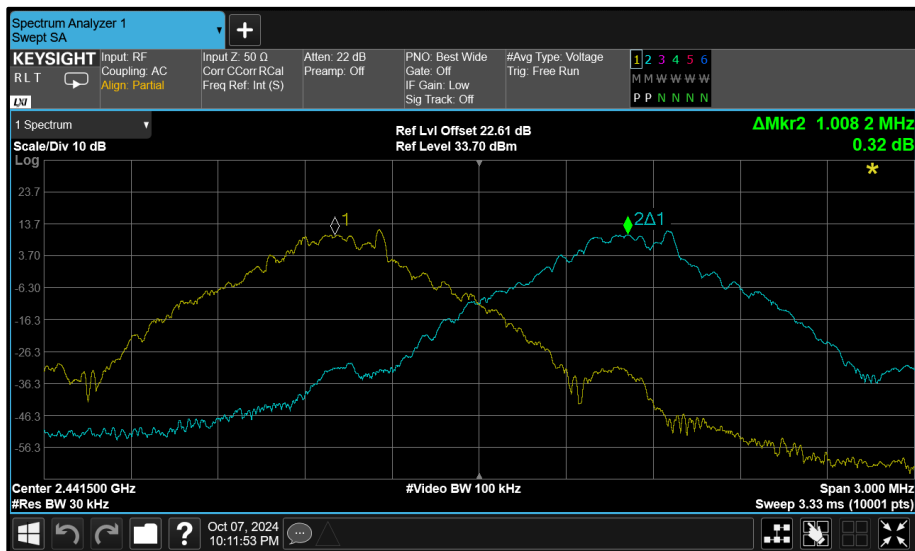 Spectrum Analyzer 1
Swept SA
KEYSIGHT
RLT
LXI
Input: RF
Coupling: AC
Align: Partial
Input Z: 50 Ω
Corr CCorr RCal
Freq Ref: Int (S)
Atten: 22 dB
Preamp: Off
PNO: Best Wide
Gate: Off
IF Gain: Low
Sig Track: Off
#Avg Type: Voltage
Trig: Free Run
1 2 3 4 5 6
M M W W W W
P P N N N N
1 Spectrum
Scale/Div 10 dB
Ref Lvl Offset 22.61 dB
Ref Level 33.70 dBm
ΔMkr2 1.008 2 MHz
0.32 dB
Log
23.7
13.7
3.70
-6.30
-16.3
-26.3
-36.3
-46.3
-56.3
1
2Δ1
Center 2.441500 GHz
#Res BW 30 kHz
#Video BW 100 kHz
Span 3.000 MHz
Sweep 3.33 ms (10001 pts)
Oct 07, 2024
10:11:53 PM